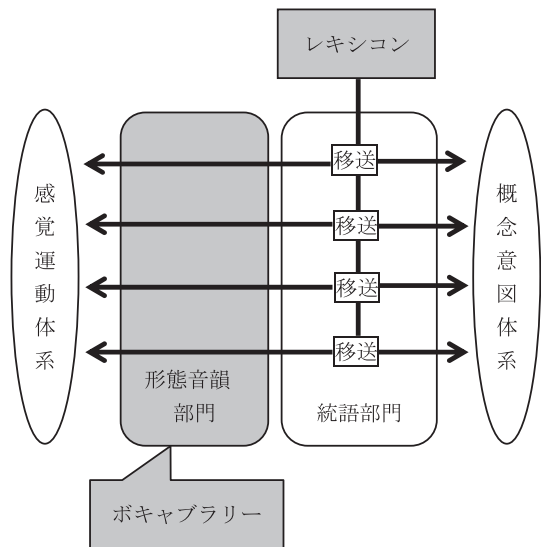 レキシコン
移送
移送
移送
移送
感覚運動体系
概念意図体系
形態音韻
部門
統語部門
ボキャブラリー